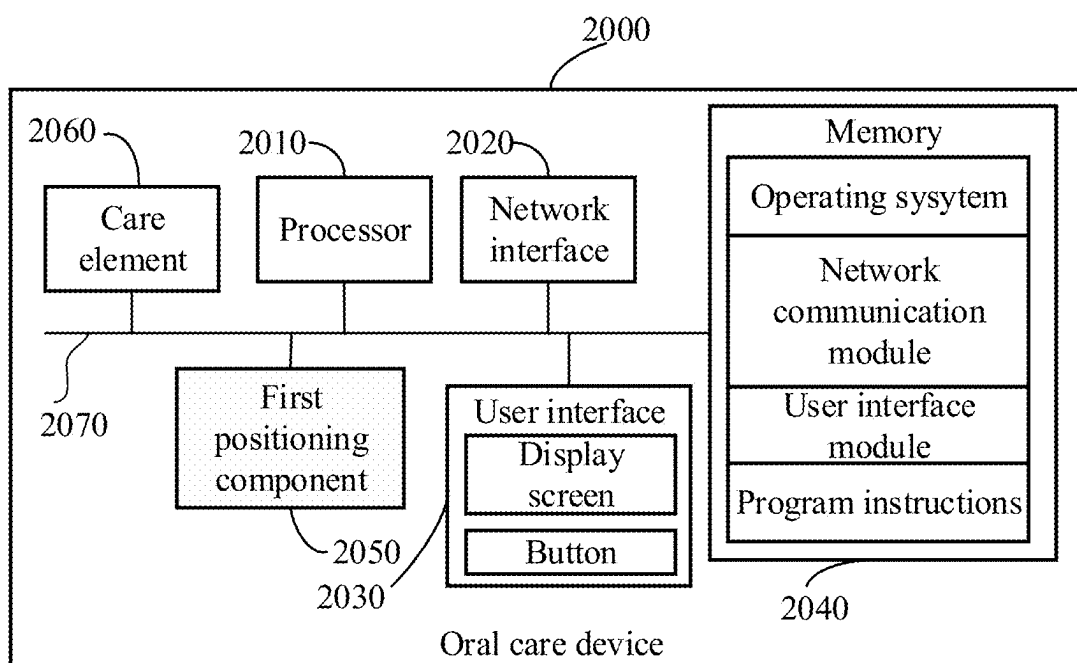 2000
2060
2010
2020
Memory
Care
element
Processor
Network
interface
Operating sysytem
Network
communication
module
2070
First
positioning
component
User interface
Display
screen
Button
User interface
module
Program instructions
2050
2030
2040
Oral care device